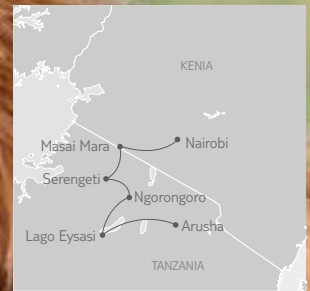 KENIA
Masai Mara
Nairobi
Serengeti
Ngorongoro
Arusha
Lago Eysasi
TANZANIA